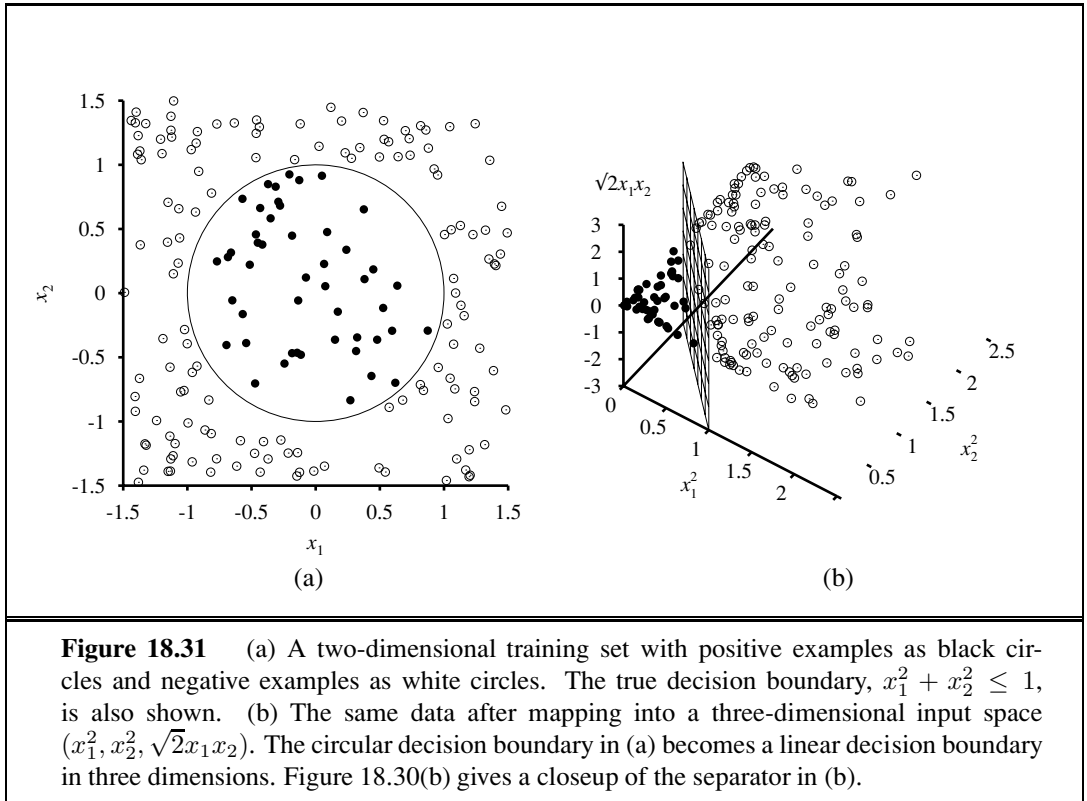 1.5
1
0.5
0
-0.5
-1
-1.5
x₂
-1.5 -1 -0.5 0 0.5 1 1.5
x₁
(a)
√2x₁x₂
3
2
1
0
-1
-2
-3
0
0.5
1
1.5
2
x₁²
0.5
1
1.5
2
2.5
x₂²
(b)
Figure 18.31 (a) A two-dimensional training set with positive examples as black cir-
cles and negative examples as white circles. The true decision boundary, x₁² + x₂² ≤ 1,
is also shown. (b) The same data after mapping into a three-dimensional input space
(x₁², x₂², √2x₁x₂). The circular decision boundary in (a) becomes a linear decision boundary
in three dimensions. Figure 18.30(b) gives a closeup of the separator in (b).